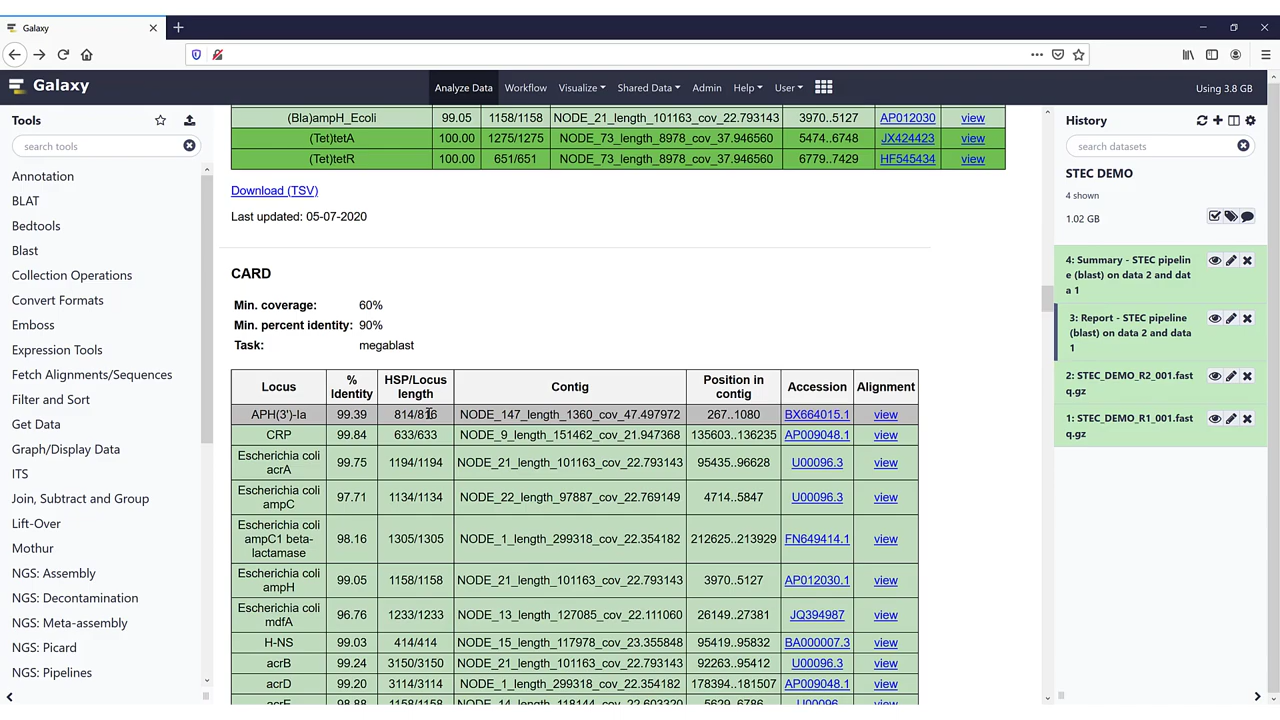 Galaxy
Galaxy
Analyze Data
Workflow
Visualize
Shared Data
Admin
Help
User
Using 3.8 GB
Tools
search tools
Annotation
BLAT
Bedtools
Blast
Collection Operations
Convert Formats
Emboss
Expression Tools
Fetch Alignments/Sequences
Filter and Sort
Get Data
Graph/Display Data
ITS
Join, Subtract and Group
Lift-Over
Mothur
NGS: Assembly
NGS: Decontamination
NGS: Meta-assembly
NGS: Picard
NGS: Pipelines
(Bla)ampH_Ecoli 99.05 1158/1158 NODE_21_length_101163_cov_22.793143 3970..5127 AP012030 view
(Tet)tetA 100.00 1275/1275 NODE_73_length_8978_cov_37.946560 5474..6748 JX424423 view
(Tet)tetR 100.00 651/651 NODE_73_length_8978_cov_37.946560 6779..7429 HF545434 view
Download (TSV)
Last updated: 05-07-2020
CARD
Min. coverage: 60%
Min. percent identity: 90%
Task: megablast
Locus % Identity HSP/Locus length Contig Position in contig Accession Alignment
APH(3')-Ia 99.39 814/816 NODE_147_length_1360_cov_47.497972 267..1080 BX664015.1 view
CRP 99.84 633/633 NODE_9_length_151462_cov_21.947368 135603..136235 AP009048.1 view
Escherichia coli acrA 99.75 1194/1194 NODE_21_length_101163_cov_22.793143 95435..96628 U00096.3 view
Escherichia coli ampC 97.71 1134/1134 NODE_22_length_97887_cov_22.769149 4714..5847 U00096.3 view
Escherichia coli ampC1 beta-lactamase 98.16 1305/1305 NODE_1_length_299318_cov_22.354182 212625..213929 FN649414.1 view
Escherichia coli ampH 99.05 1158/1158 NODE_21_length_101163_cov_22.793143 3970..5127 AP012030.1 view
Escherichia coli mdfA 96.76 1233/1233 NODE_13_length_127085_cov_22.111060 26149..27381 JQ394987 view
H-NS 99.03 414/414 NODE_15_length_117978_cov_23.355848 95419..95832 BA000007.3 view
acrB 99.24 3150/3150 NODE_21_length_101163_cov_22.793143 92263..95412 U00096.3 view
acrD 99.20 3114/3114 NODE_1_length_299318_cov_22.354182 178394..181507 AP009048.1 view
History
search datasets
STEC DEMO
4 shown
1.02 GB
4: Summary - STEC pipelin
e (blast) on data 2 and dat
a 1
3: Report - STEC pipeline
(blast) on data 2 and data
1
2: STEC_DEMO_R2_001.fast
q.gz
1: STEC_DEMO_R1_001.fast
q.gz